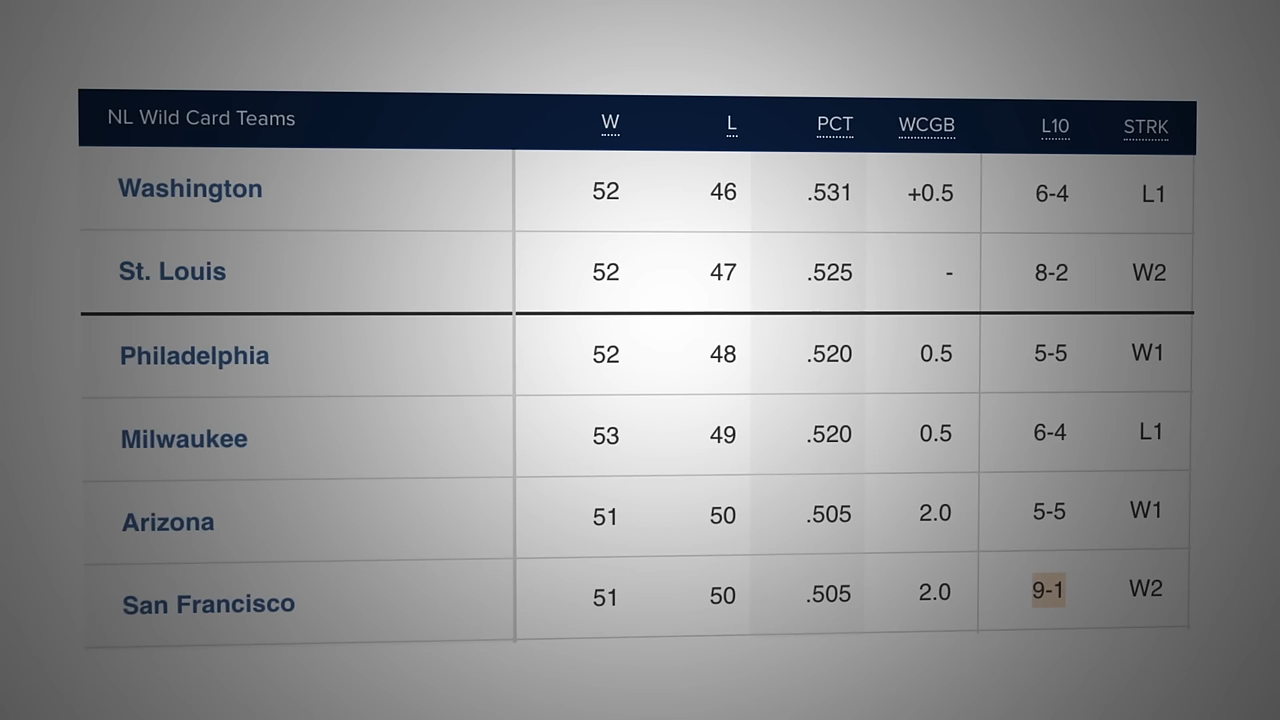 NL Wild Card Teams W L PCT WCGB L10 STRK
Washington 52 46 .531 +0.5 6-4 L1
St. Louis 52 47 .525 - 8-2 W2
Philadelphia 52 48 .520 0.5 5-5 W1
Milwaukee 53 49 .520 0.5 6-4 L1
Arizona 51 50 .505 2.0 5-5 W1
San Francisco 51 50 .505 2.0 9-1 W2